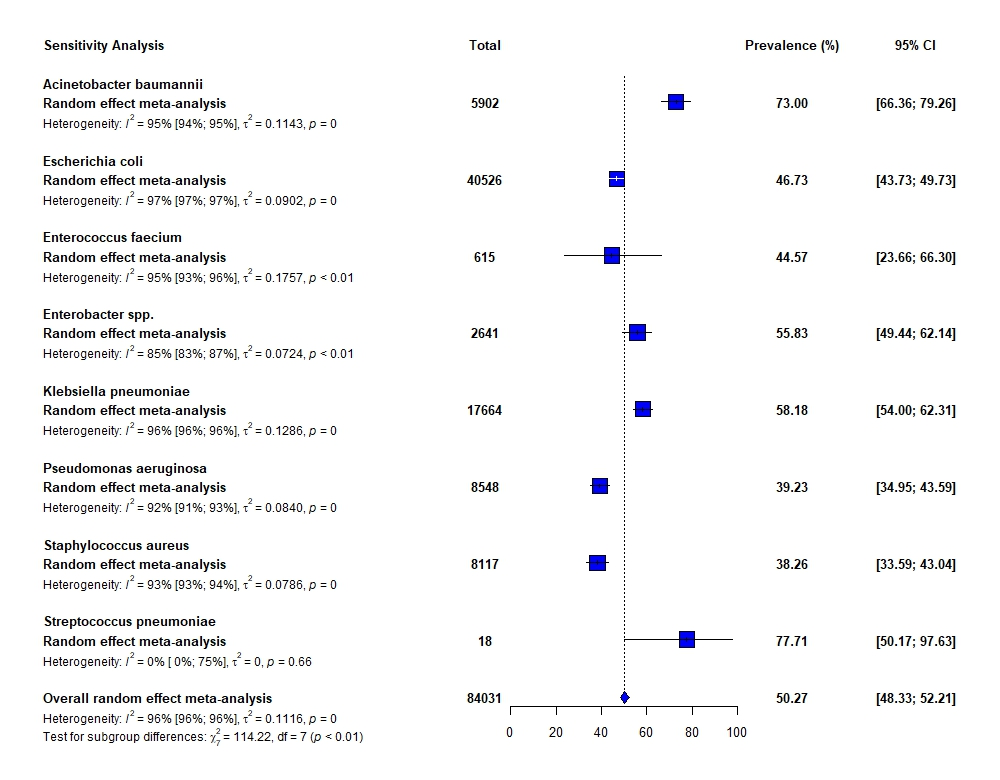 Sensitivity Analysis Total Prevalence (%) 95% CI
Acinetobacter baumannii
Random effect meta-analysis 5902 73.00 [66.36; 79.26]
Heterogeneity: I² = 95% [94%; 95%], τ² = 0.1143, p = 0
Escherichia coli
Random effect meta-analysis 40526 46.73 [43.73; 49.73]
Heterogeneity: I² = 97% [97%; 97%], τ² = 0.0902, p = 0
Enterococcus faecium
Random effect meta-analysis 615 44.57 [23.66; 66.30]
Heterogeneity: I² = 95% [93%; 96%], τ² = 0.1757, p < 0.01
Enterobacter spp.
Random effect meta-analysis 2641 55.83 [49.44; 62.14]
Heterogeneity: I² = 85% [83%; 87%], τ² = 0.0724, p < 0.01
Klebsiella pneumoniae
Random effect meta-analysis 17664 58.18 [54.00; 62.31]
Heterogeneity: I² = 96% [96%; 96%], τ² = 0.1286, p = 0
Pseudomonas aeruginosa
Random effect meta-analysis 8548 39.23 [34.95; 43.59]
Heterogeneity: I² = 92% [91%; 93%], τ² = 0.0840, p = 0
Staphylococcus aureus
Random effect meta-analysis 8117 38.26 [33.59; 43.04]
Heterogeneity: I² = 93% [93%; 94%], τ² = 0.0786, p = 0
Streptococcus pneumoniae
Random effect meta-analysis 18 77.71 [50.17; 97.63]
Heterogeneity: I² = 0% [ 0%; 75%], τ² = 0, p = 0.66
Overall random effect meta-analysis 84031 50.27 [48.33; 52.21]
Heterogeneity: I² = 96% [96%; 96%], τ² = 0.1116, p = 0
Test for subgroup differences: χ²₇ = 114.22, df = 7 (p < 0.01)
0 20 40 60 80 100